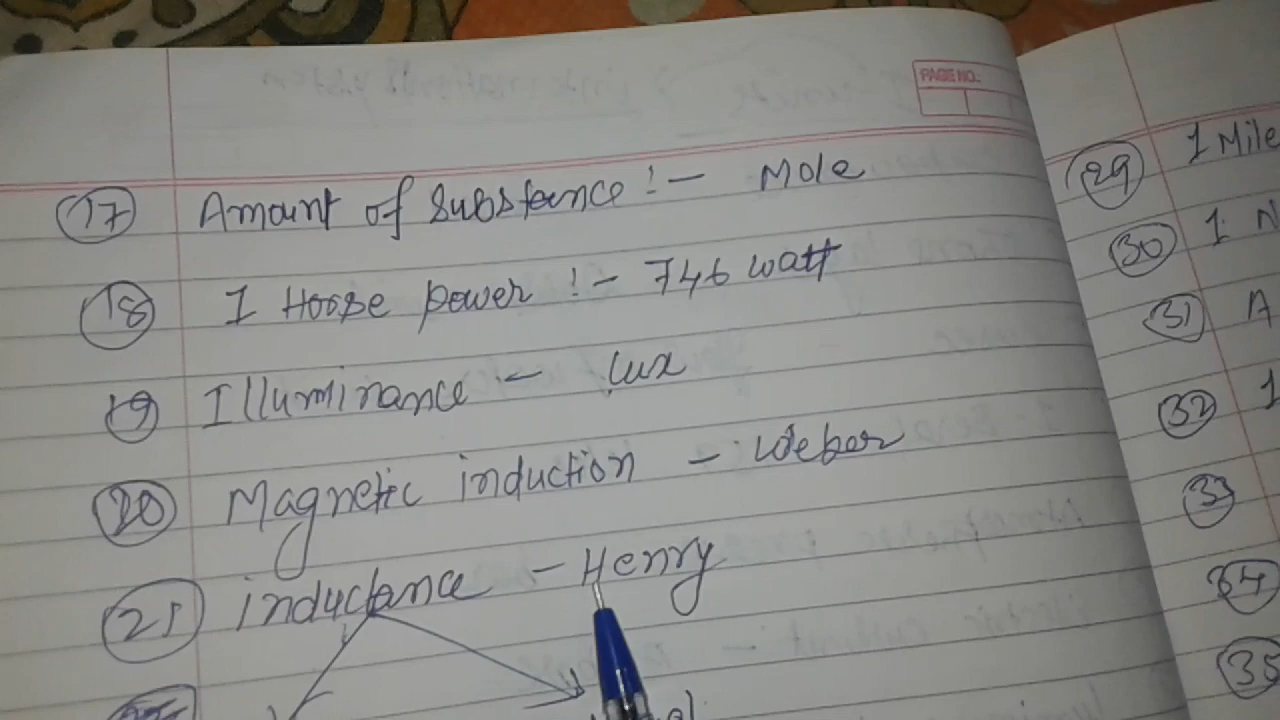 PAGE NO.
17 Amount of Substance :- Mole
18 1 Hoose power :- 746 watt
19 Illuminance - Lux
20 Magnetic induction - Weber
21 inductance - Henry
29 1 Mile
30 1 N
31 A
32 1
33
34
35